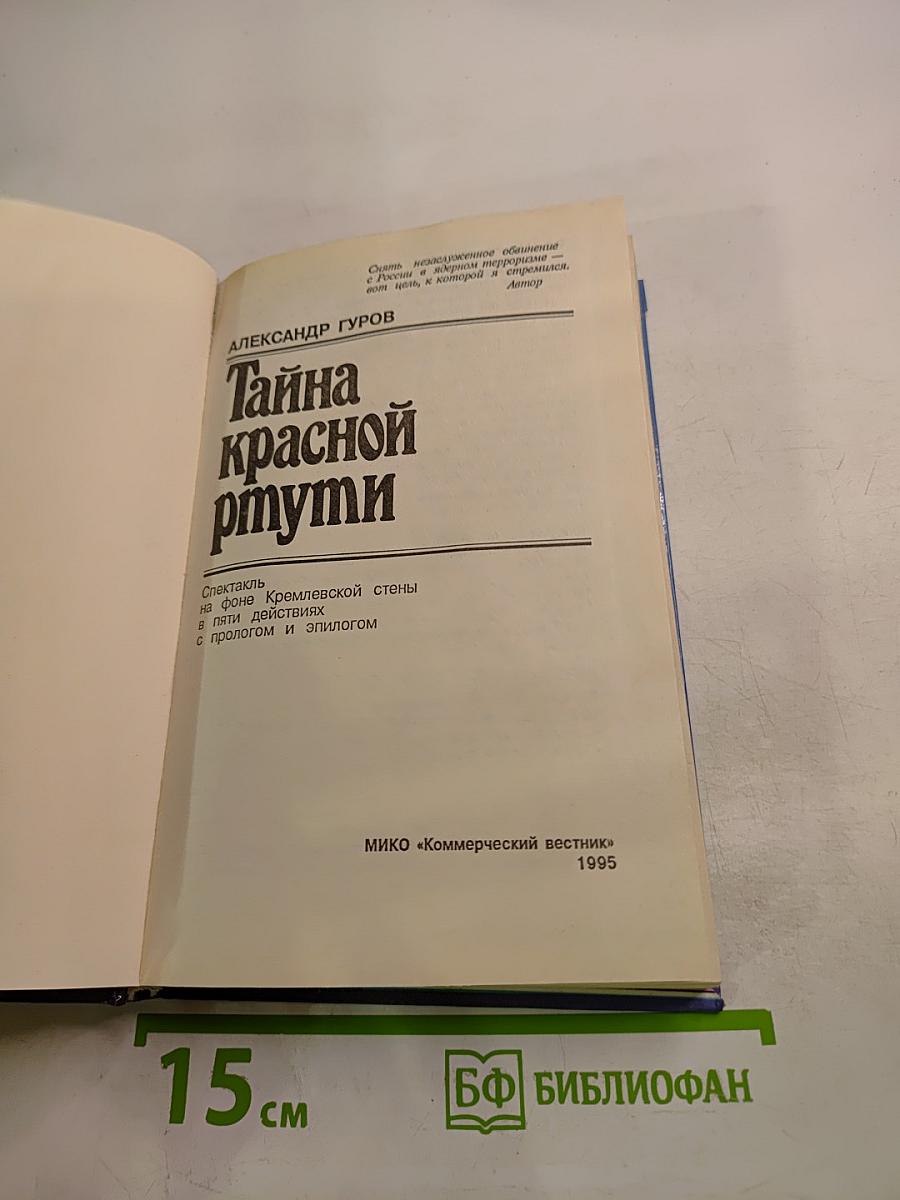 Снять незаслуженное обвинение
с России в ядерном терроризме —
вот цель, к которой я стремился.
Автор
АЛЕКСАНДР ГУРОВ
Тайна
красной
ртути
Спектакль
на фоне Кремлевской стены
в пяти действиях
с прологом и эпилогом
МИКО «Коммерческий вестник»
1995
15 см
БФ БИБЛИОФАН